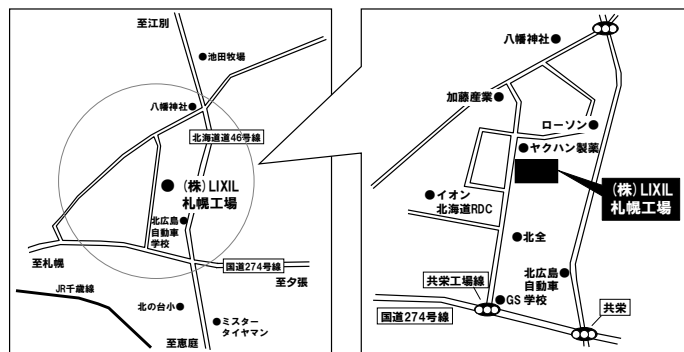 至江別
池田牧場
八幡神社
北海道道46号線
(株)LIXIL
札幌工場
北広島
自動車
学校
至札幌
国道274号線
至夕張
JR千歳線
北の台小
ミスター
タイヤマン
至恵庭
八幡神社
加藤産業
ローソン
ヤクハン製薬
(株)LIXIL
札幌工場
イオン
北海道RDC
北全
北広島
自動車
学校
共栄工場線
GS
国道274号線
共栄